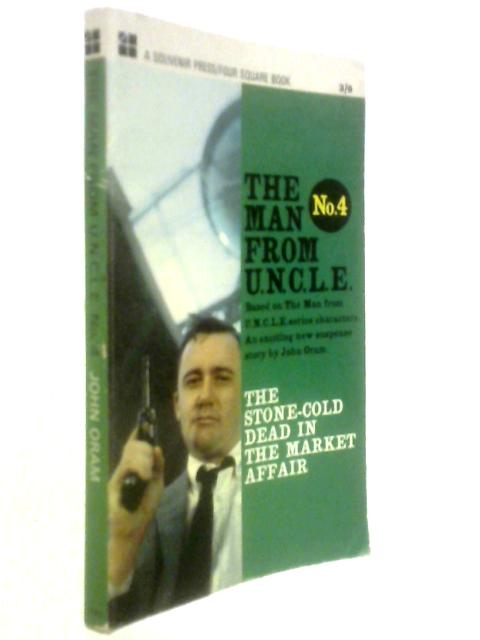 A SOUVENIR PRESS/FOUR SQUARE BOOK
3/6
THE
MAN
FROM
U.N.C.L.E.
No.4
Based on The Man from
U.N.C.L.E. series characters.
An exciting new suspense
story by John Oram.
THE
STONE-COLD
DEAD IN
THE MARKET
AFFAIR
THE MAN FROM U.N.C.L.E. No. 4 JOHN ORAM